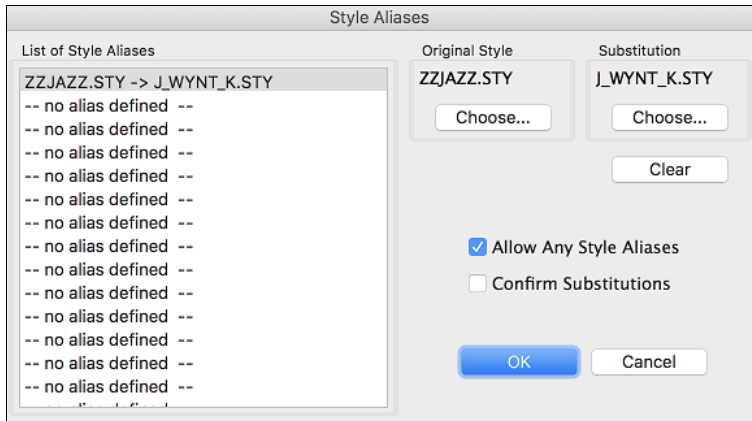 Style Aliases
List of Style Aliases
ZZJAZZ.STY -> J_WYNT_K.STY
-- no alias defined --
-- no alias defined --
-- no alias defined --
-- no alias defined --
-- no alias defined --
-- no alias defined --
-- no alias defined --
-- no alias defined --
-- no alias defined --
-- no alias defined --
-- no alias defined --
-- no alias defined --
-- no alias defined --
Original Style
ZZJAZZ.STY
Choose...
Substitution
J_WYNT_K.STY
Choose...
Clear
Allow Any Style Aliases
Confirm Substitutions
OK
Cancel